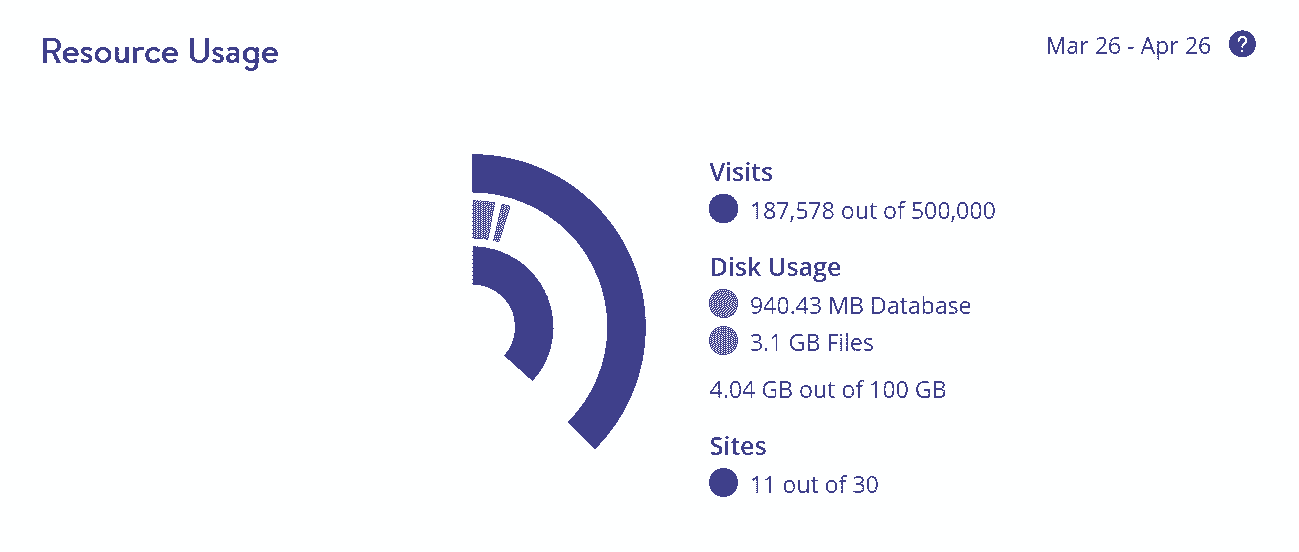 Resource Usage
Mar 26 - Apr 26 ?
Visits
187,578 out of 500,000
Disk Usage
940.43 MB Database
3.1 GB Files
4.04 GB out of 100 GB
Sites
11 out of 30